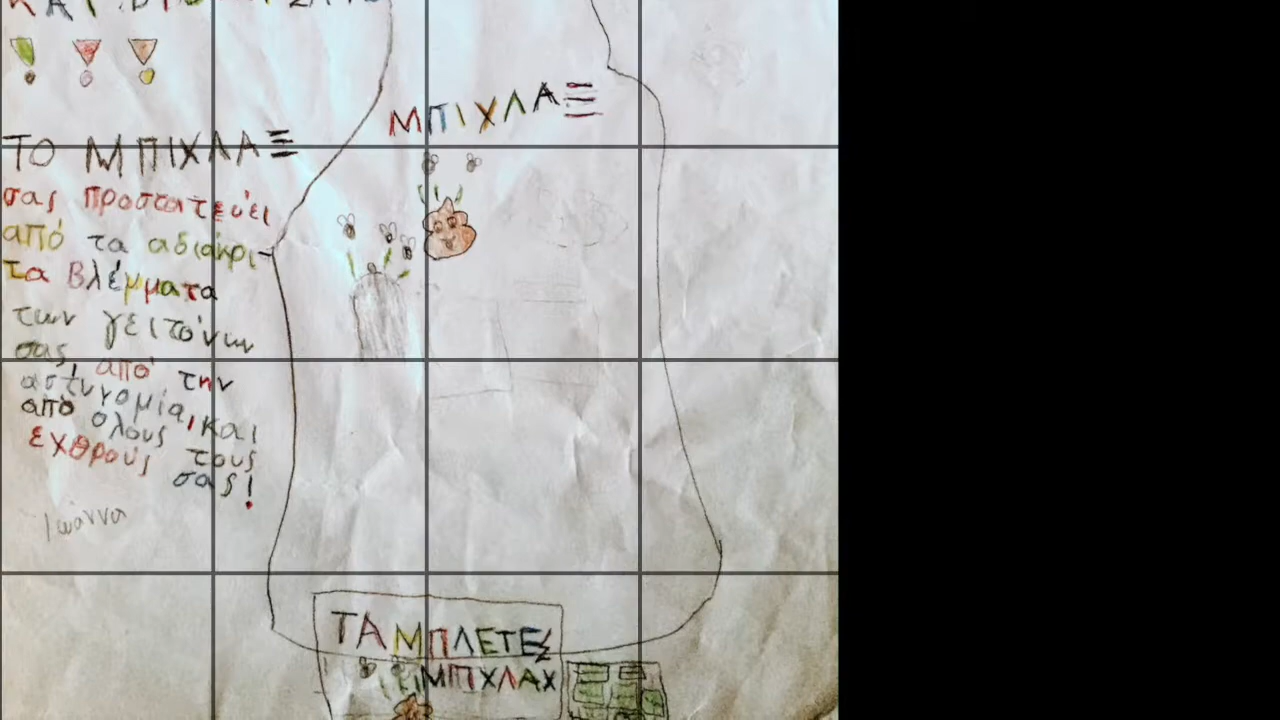 ΜΠΙΧΛΑΞ
ΤΟ ΜΠΙΧΛΑΞ
σας προστατεύει
από τα αδιάκρι-
τα βλέμματα
των γειτόνων
σας, από την
αστυνομία, και
από όλους
τους
εχθρούς
σας!
Ιωάννα
ΤΑΜΠΛΕΤΕΣ
ΜΠΙΧΛΑΧ